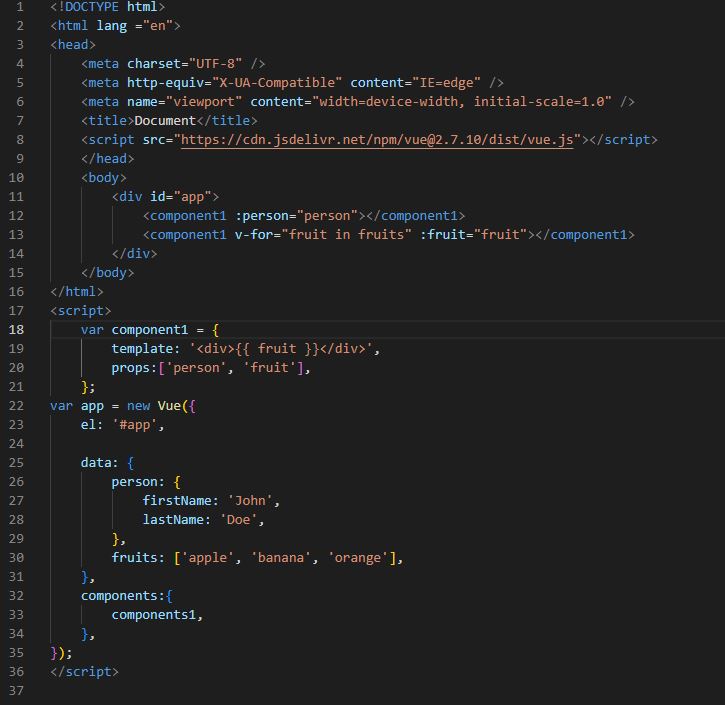 1 <!DOCTYPE html>
2 <html lang ="en">
3 <head>
4     <meta charset="UTF-8" />
5     <meta http-equiv="X-UA-Compatible" content="IE=edge" />
6     <meta name="viewport" content="width=device-width, initial-scale=1.0" />
7     <title>Document</title>
8     <script src="https://cdn.jsdelivr.net/npm/vue@2.7.10/dist/vue.js"></script>
9     </head>
10     <body>
11         <div id="app">
12             <component1 :person="person"></component1>
13             <component1 v-for="fruit in fruits" :fruit="fruit"></component1>
14         </div>
15     </body>
16 </html>
17 <script>
18     var component1 = {
19         template: '<div>{{ fruit }}</div>',
20         props:['person', 'fruit'],
21     };
22 var app = new Vue({
23     el: '#app',
24
25     data: {
26         person: {
27             firstName: 'John',
28             lastName: 'Doe',
29         },
30         fruits: ['apple', 'banana', 'orange'],
31     },
32     components:{
33         components1,
34     },
35 });
36 </script>
37